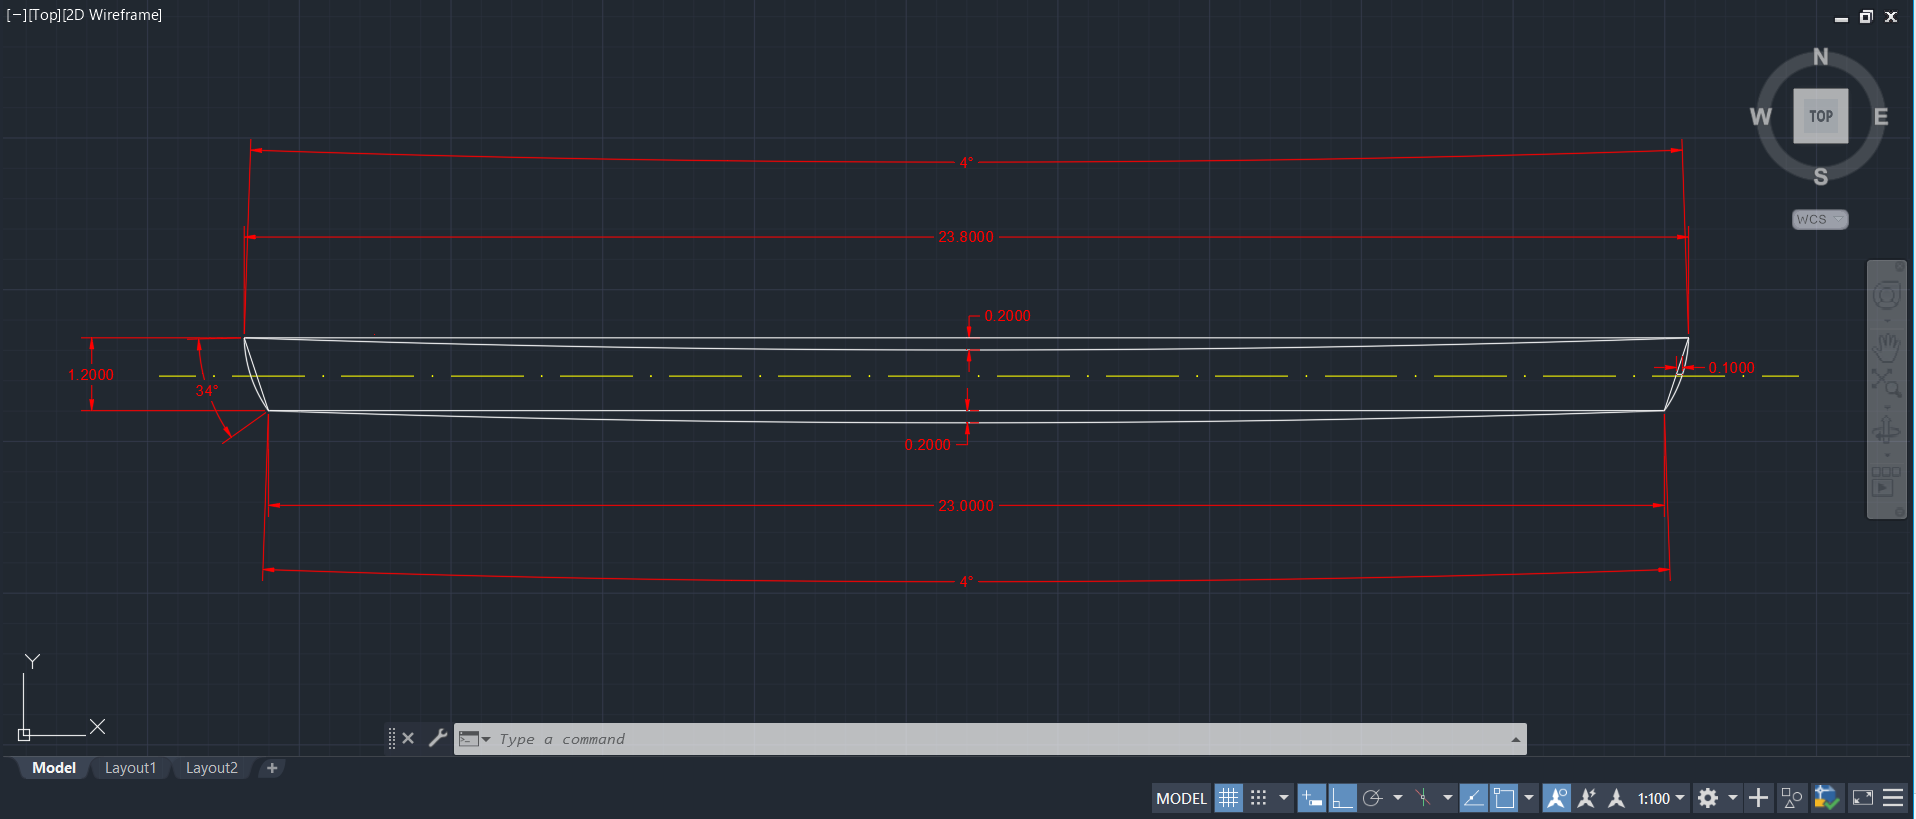 [−][Top][2D Wireframe]
N
W
TOP
E
S
WCS
4°
23.8000
0.2000
1.2000
34°
0.1000
0.2000
23.0000
4°
Y
X
Type a command
Model
Layout1
Layout2
MODEL
1:100